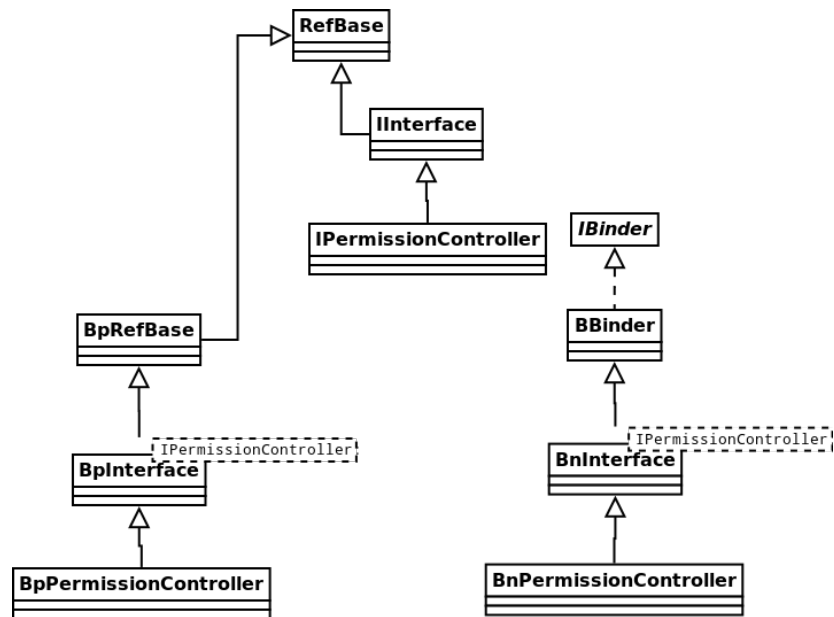 RefBase
IInterface
IPermissionController
IBinder
BpRefBase
BBinder
IPermissionController
BpInterface
IPermissionController
BnInterface
BpPermissionController
BnPermissionController